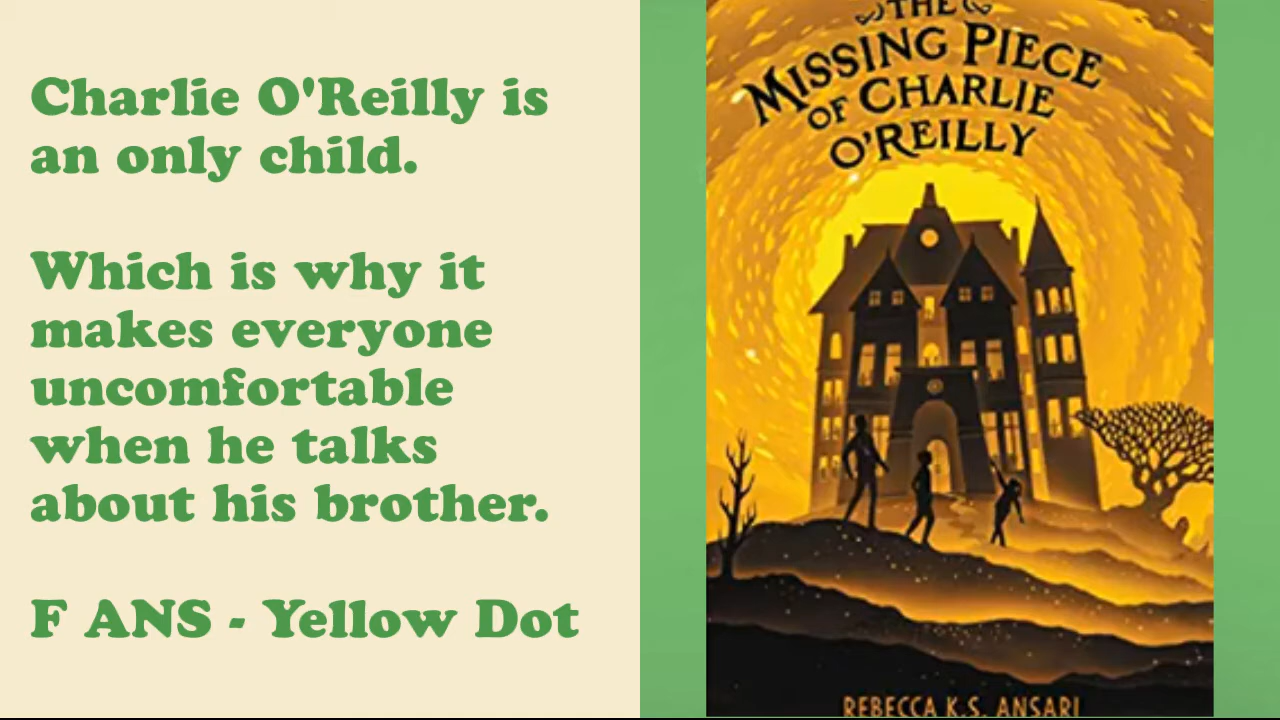 Charlie O'Reilly is
an only child.
Which is why it
makes everyone
uncomfortable
when he talks
about his brother.
F ANS - Yellow Dot
THE
MISSING PIECE
OF CHARLIE
O'REILLY
REBECCA K.S. ANSARI